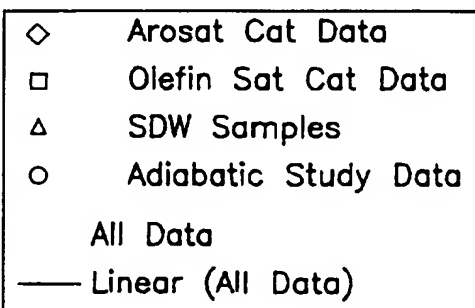 Arosat Cat Data
Olefin Sat Cat Data
SDW Samples
Adiabatic Study Data
All Data
Linear (All Data)